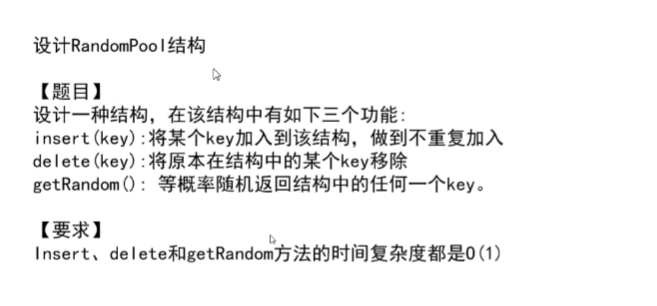 设计RandomPool结构
【题目】
设计一种结构，在该结构中有如下三个功能:
insert(key):将某个key加入到该结构，做到不重复加入
delete(key):将原本在结构中的某个key移除
getRandom(): 等概率随机返回结构中的任何一个key。
【要求】
Insert、delete和getRandom方法的时间复杂度都是O(1)